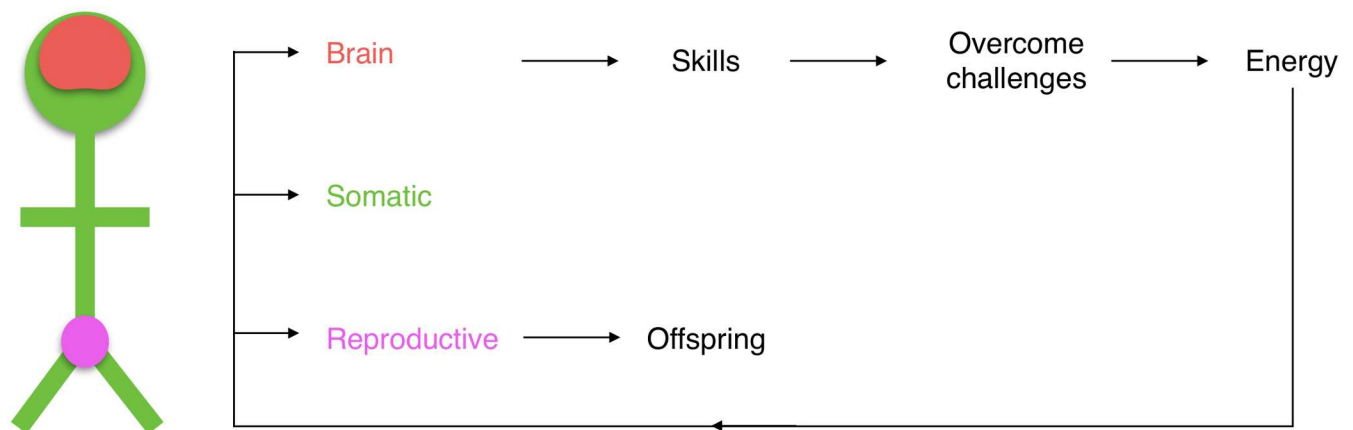 Brain
Skills
Overcome
challenges
Energy
Somatic
Reproductive
Offspring